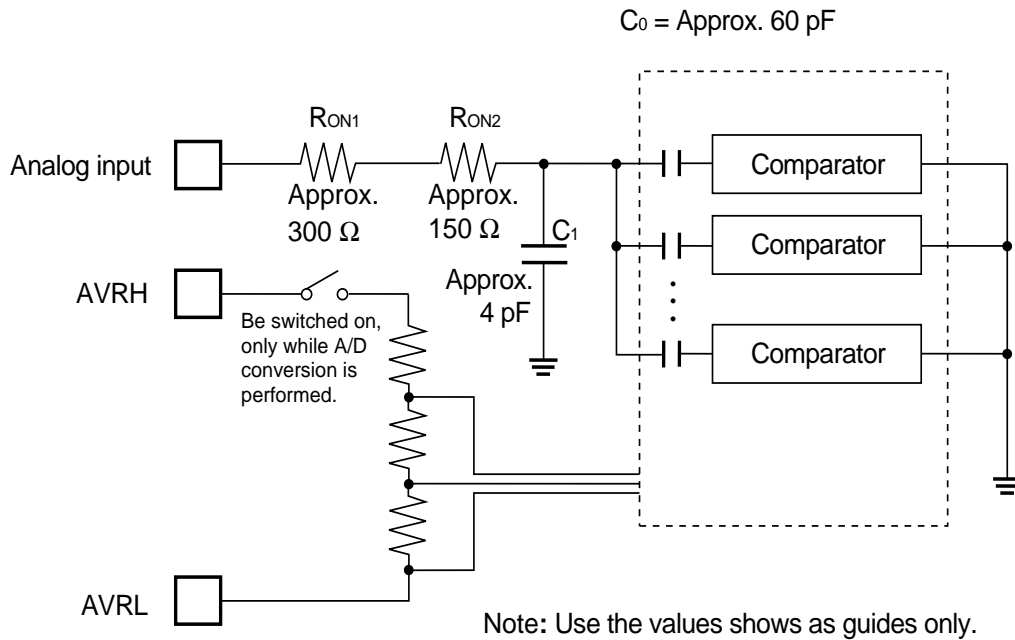 C0 = Approx. 60 pF
RON1
RON2
Analog input
Approx.
300 Ω
Approx.
150 Ω
C1
Approx.
4 pF
Comparator
Comparator
Comparator
AVRH
Be switched on,
only while A/D
conversion is
performed.
AVRL
Note: Use the values shows as guides only.